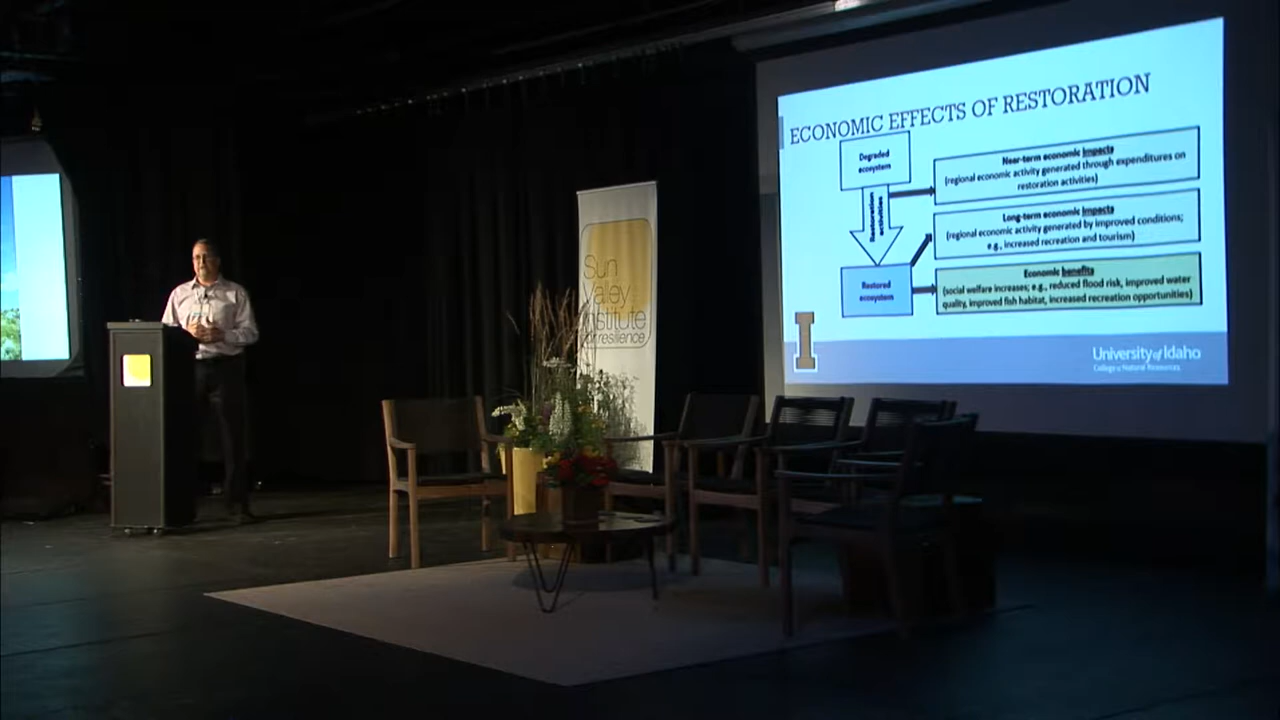 ECONOMIC EFFECTS OF RESTORATION
Degraded
ecosystem
Restoration
activities
Restored
ecosystem
Near-term economic impacts
(regional economic activity generated through expenditures on
restoration activities)
Long-term economic impacts
(regional economic activity generated by improved conditions;
e.g., increased recreation and tourism)
Economic benefits
(social welfare increases; e.g., reduced flood risk, improved water
quality, improved fish habitat, increased recreation opportunities)
I
University of Idaho
College of Natural Resources
Sun
Valley
Institute
for resilience